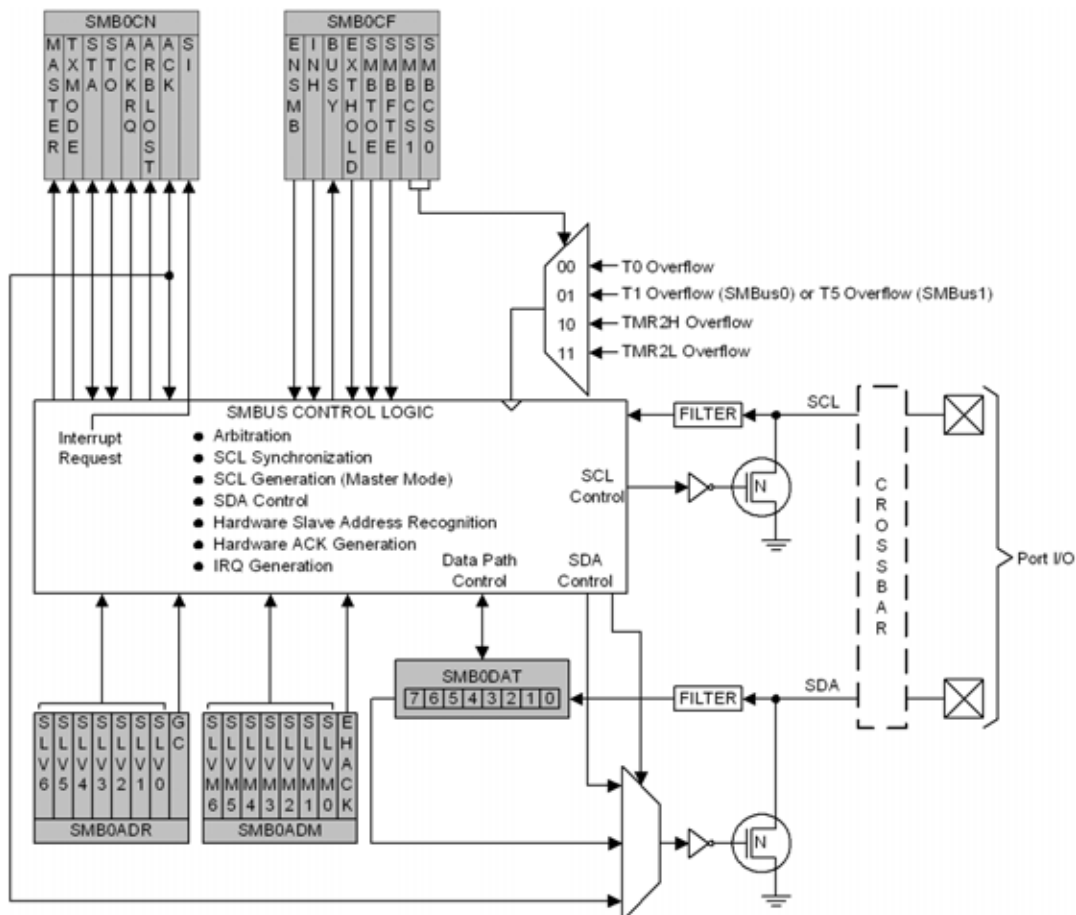 SMB0CN
MASTER
TXMODE
STA
STO
ACKRQ
ARBLOST
ACK
SI
SMB0CF
ENSMB
INH
BUSY
EXTHOLD
SMBTOE
SMBFTE
SMBCS1
SMBCS0
00
T0 Overflow
01
T1 Overflow (SMBus0) or T5 Overflow (SMBus1)
10
TMR2H Overflow
11
TMR2L Overflow
SMBUS CONTROL LOGIC
Interrupt
Request
● Arbitration
● SCL Synchronization
● SCL Generation (Master Mode)
● SDA Control
● Hardware Slave Address Recognition
● Hardware ACK Generation
● IRQ Generation
SCL
Control
Data Path
Control
SDA
Control
FILTER
SCL
N
CROSSBAR
Port I/O
SMB0DAT
7 6 5 4 3 2 1 0
FILTER
SDA
N
SLV6
SLV5
SLV4
SLV3
SLV2
SLV1
SLV0
GC
SMB0ADR
SLVM6
SLVM5
SLVM4
SLVM3
SLVM2
SLVM1
SLVM0
EHACK
SMB0ADM